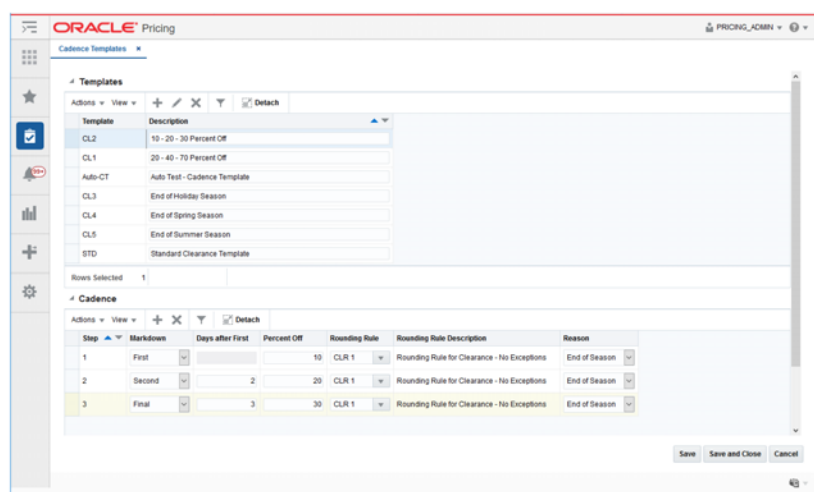 ORACLE® Pricing
PRICING_ADMIN
Cadence Templates ×
Templates
Actions View Detach
Template Description
CL2 10 - 20 - 30 Percent Off
CL1 20 - 40 - 70 Percent Off
Auto-CT Auto Test - Cadence Template
CL3 End of Holiday Season
CL4 End of Spring Season
CL5 End of Summer Season
STD Standard Clearance Template
Rows Selected 1
99+
Cadence
Actions View Detach
Step Markdown Days after First Percent Off Rounding Rule Rounding Rule Description Reason
1 First 10 CLR 1 Rounding Rule for Clearance - No Exceptions End of Season
2 Second 2 20 CLR 1 Rounding Rule for Clearance - No Exceptions End of Season
3 Final 3 30 CLR 1 Rounding Rule for Clearance - No Exceptions End of Season
Save Save and Close Cancel